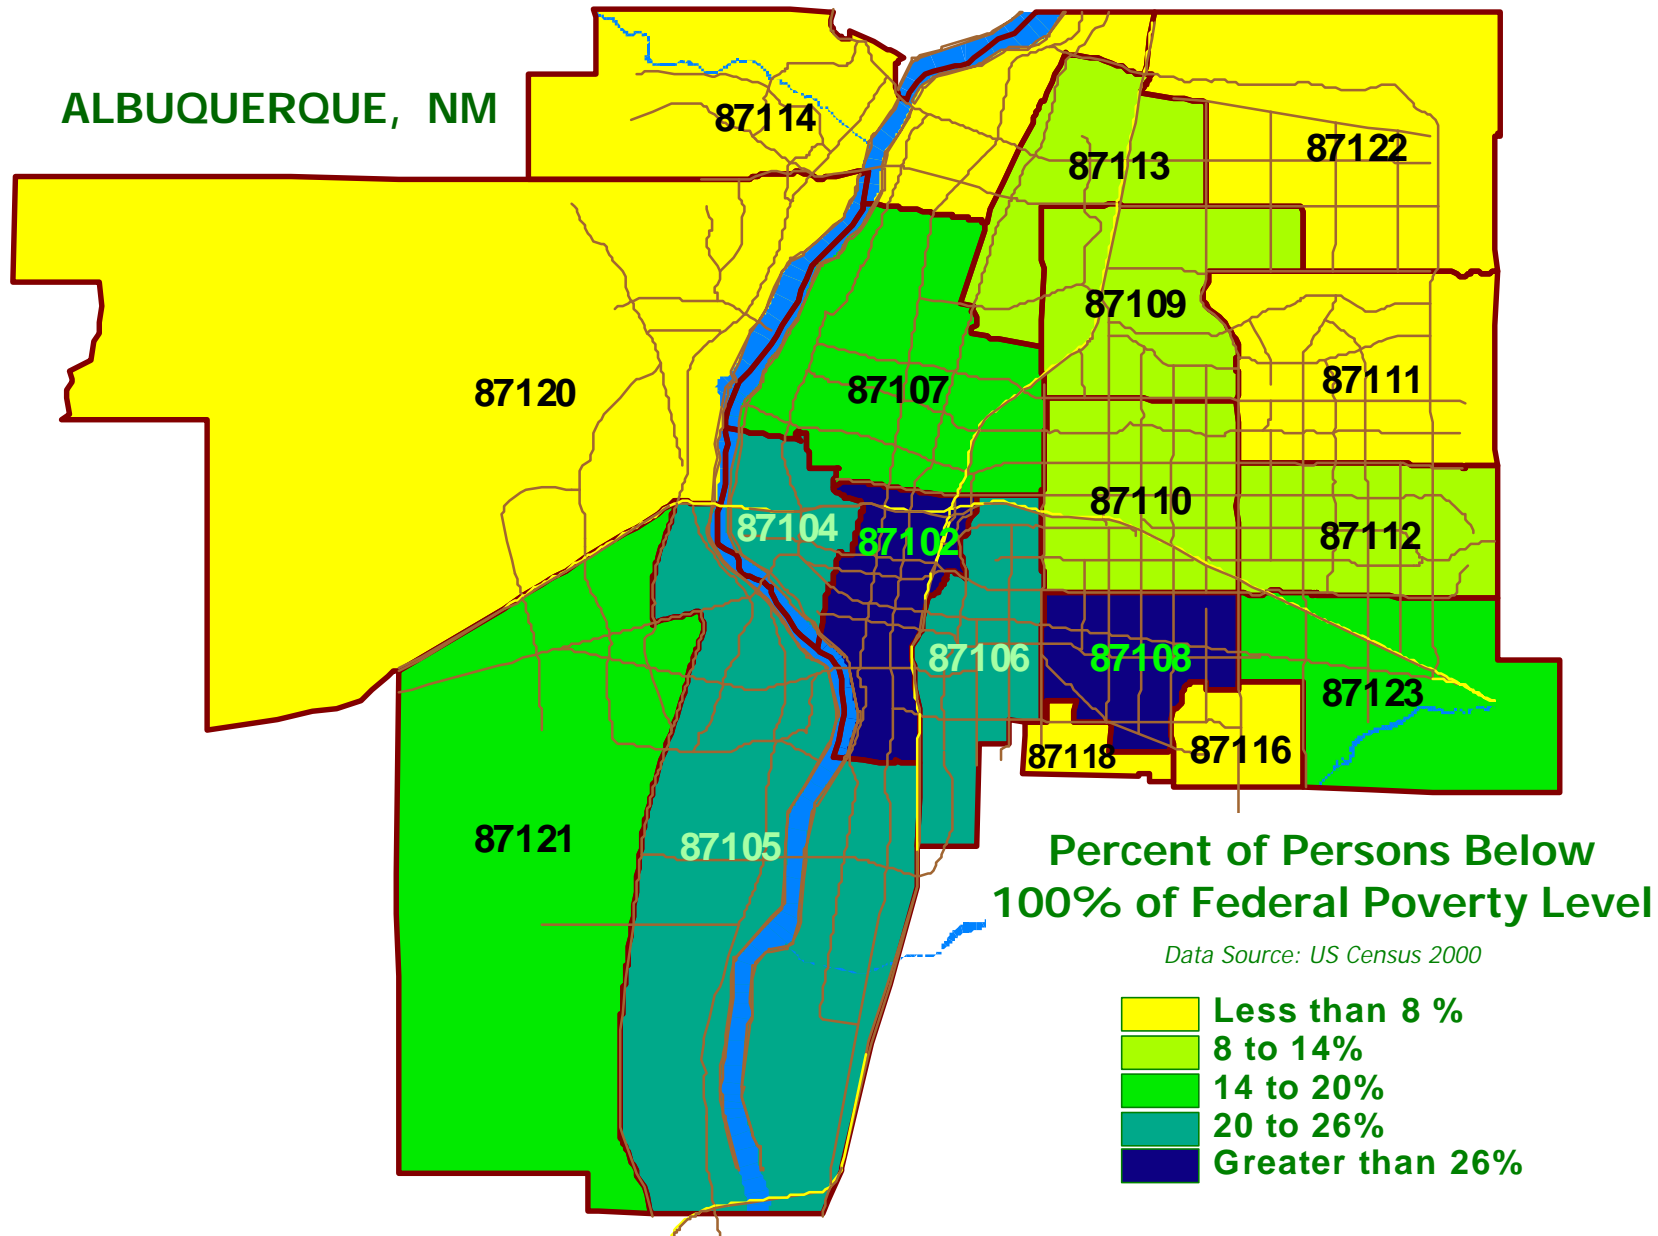 ALBUQUERQUE, NM
87114
87122
87113
87109
87120
87107
87111
87110
87104
87102
87112
87106
87108
87123
87118
87116
87121
87105
Percent of Persons Below
100% of Federal Poverty Level
Data Source: US Census 2000
Less than 8 %
8 to 14%
14 to 20%
20 to 26%
Greater than 26%